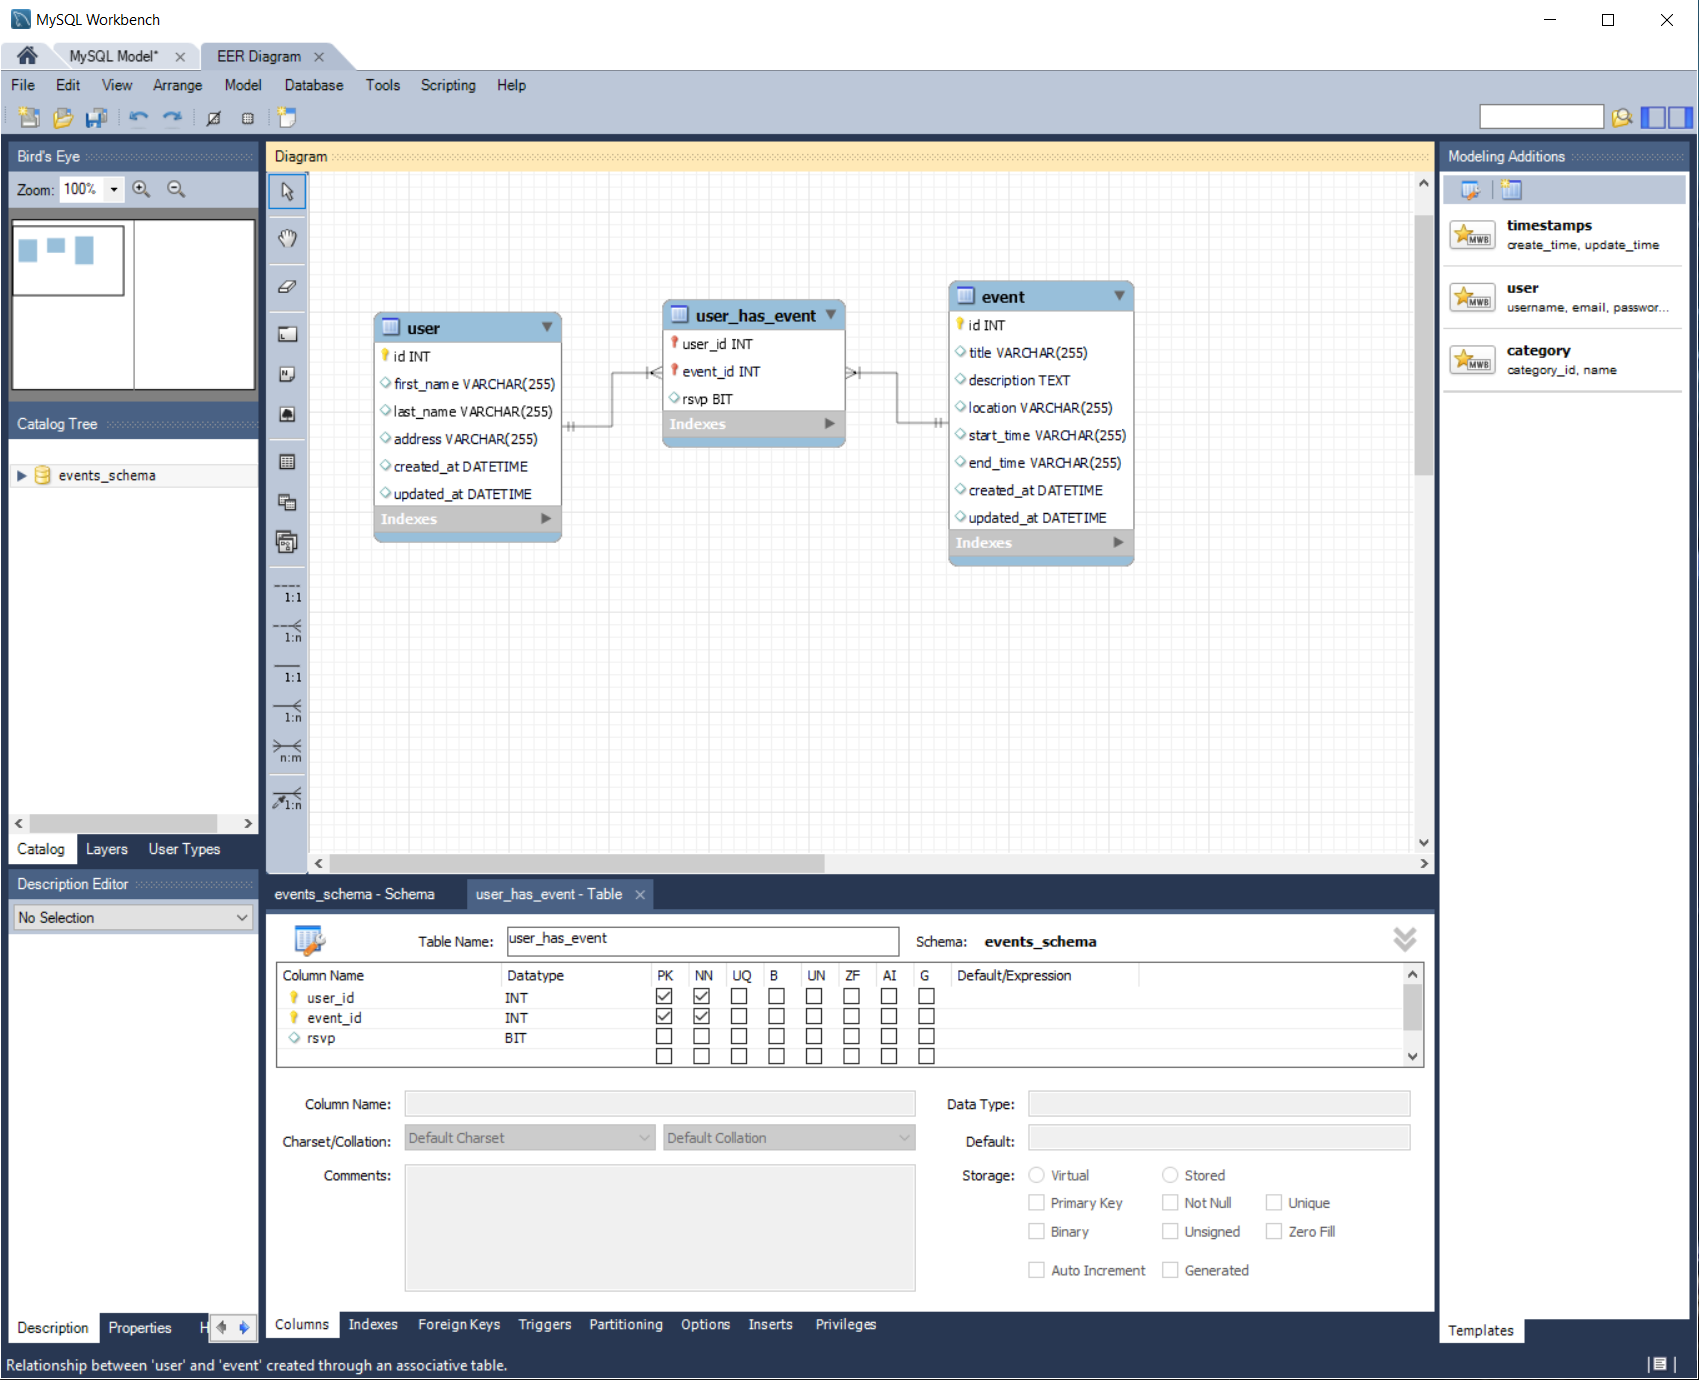 MySQL Workbench
MySQL Model*
EER Diagram
File Edit View Arrange Model Database Tools Scripting Help
Bird's Eye
Zoom: 100%
Catalog Tree
events_schema
Catalog Layers User Types
Description Editor
No Selection
Description Properties H
Diagram
1:1
1:n
1:1
1:n
n:m
1:n
user
id INT
first_name VARCHAR(255)
last_name VARCHAR(255)
address VARCHAR(255)
created_at DATETIME
updated_at DATETIME
Indexes
user_has_event
user_id INT
event_id INT
rsvp BIT
Indexes
event
id INT
title VARCHAR(255)
description TEXT
location VARCHAR(255)
start_time VARCHAR(255)
end_time VARCHAR(255)
created_at DATETIME
updated_at DATETIME
Indexes
Modeling Additions
MWB
timestamps
create_time, update_time
MWB
user
username, email, passwor...
MWB
category
category_id, name
Templates
events_schema - Schema
user_has_event - Table
Table Name: user_has_event Schema: events_schema
Column Name Datatype PK NN UQ B UN ZF AI G Default/Expression
user_id INT
event_id INT
rsvp BIT
Column Name: Data Type:
Charset/Collation: Default Charset Default Collation Default:
Comments: Storage: Virtual Stored
Primary Key Not Null Unique
Binary Unsigned Zero Fill
Auto Increment Generated
Columns Indexes Foreign Keys Triggers Partitioning Options Inserts Privileges
Relationship between 'user' and 'event' created through an associative table.